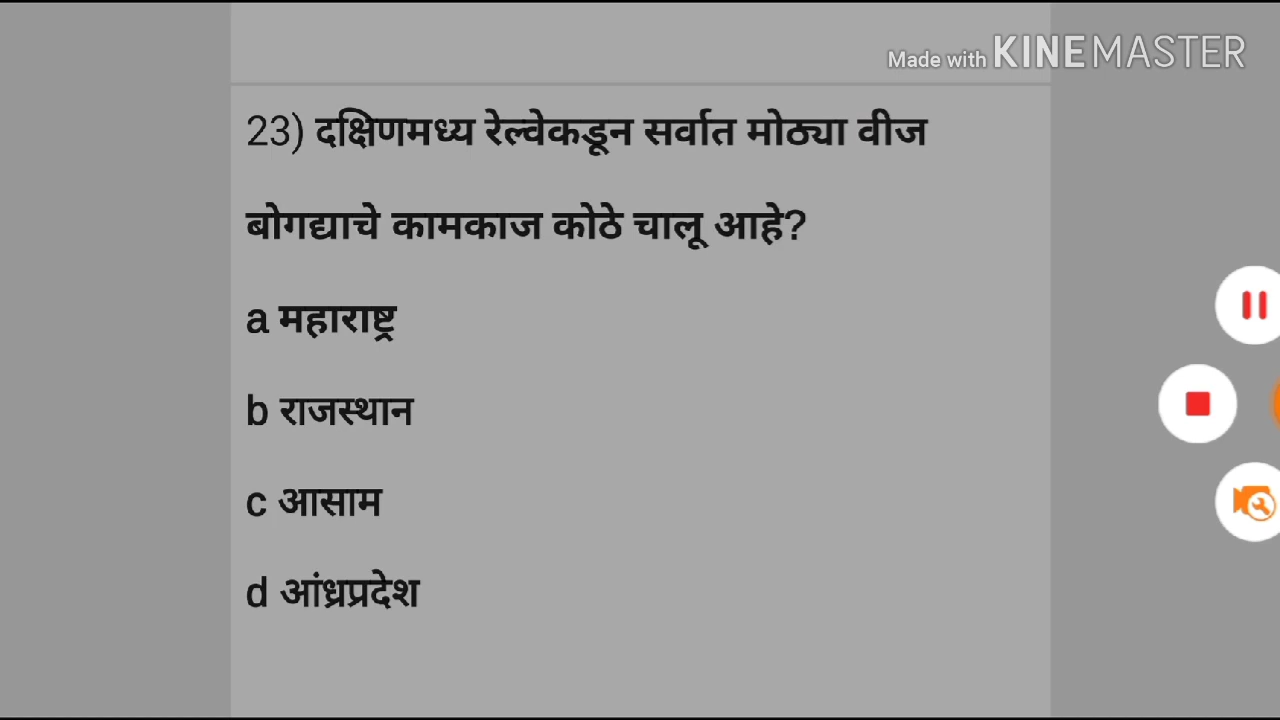 Made with KINEMASTER
23) दक्षिणमध्य रेल्वेकडून सर्वात मोठ्या वीज
बोगद्याचे कामकाज कोठे चालू आहे?
a महाराष्ट्र
b राजस्थान
c आसाम
d आंध्रप्रदेश